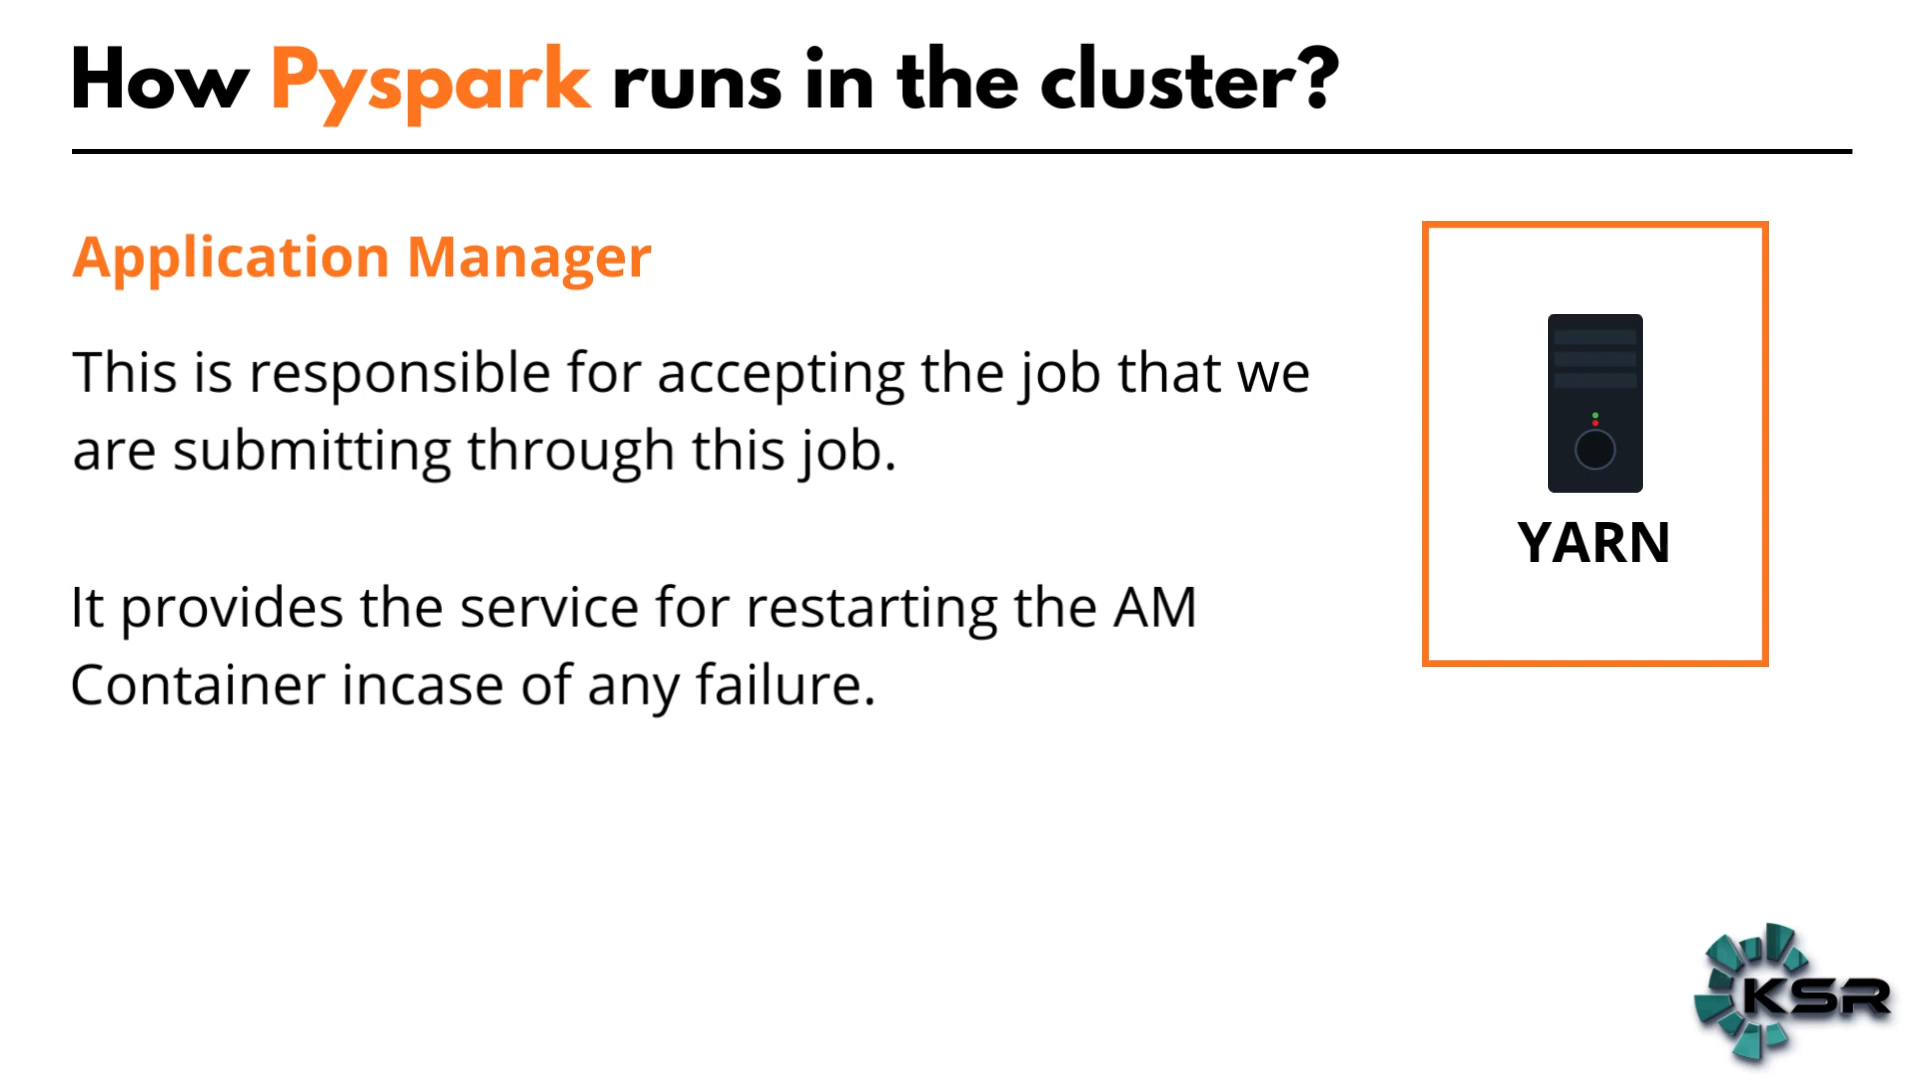 How Pyspark runs in the cluster?
Application Manager
This is responsible for accepting the job that we
are submitting through this job.
It provides the service for restarting the AM
Container incase of any failure.
YARN
KSR